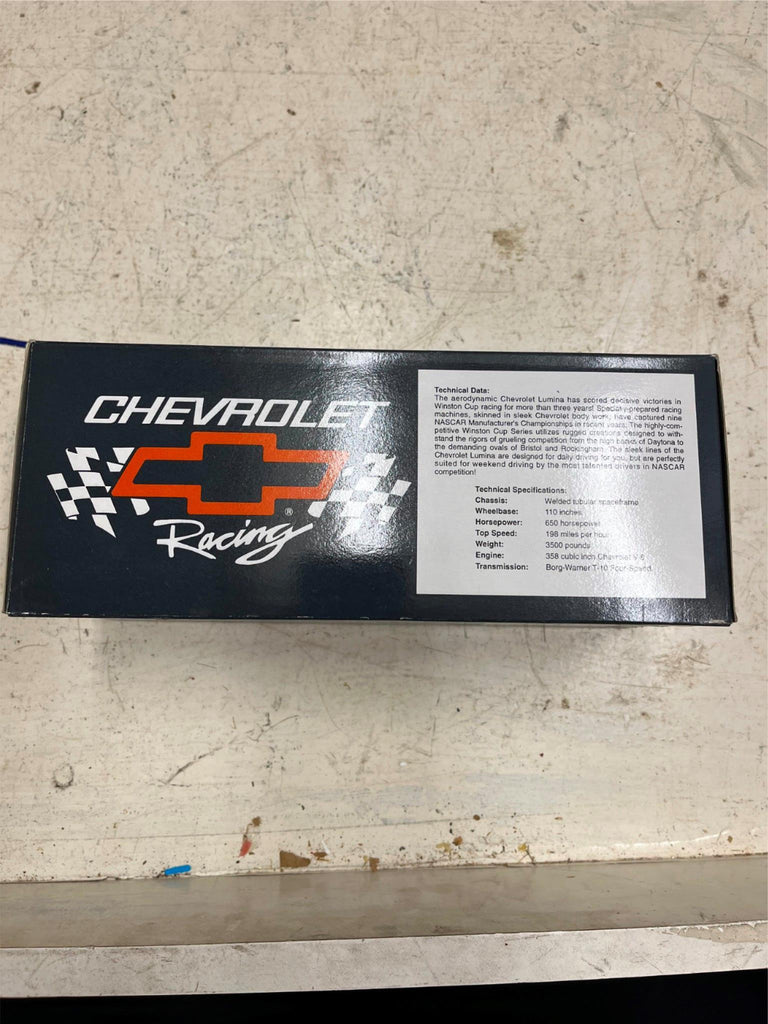 CHEVROLET
Racing
®
Technical Data:
The aerodynamic Chevrolet Lumina has scored decisive victories in
Winston Cup racing for more than three years! Specially-prepared racing
machines, skinned in sleek Chevrolet body work, have captured nine
NASCAR Manufacturer's Championships in recent years. The highly-com-
petitive Winston Cup Series utilizes rugged creations designed to with-
stand the rigors of grueling competition from the high banks of Daytona to
the demanding ovals of Bristol and Rockingham. The sleek lines of the
Chevrolet Lumina are designed for daily driving for you, but are perfectly
suited for weekend driving by the most talented drivers in NASCAR
competition!
Technical Specifications:
Chassis: Welded tubular spaceframe
Wheelbase: 110 inches
Horsepower: 650 horsepower
Top Speed: 198 miles per hour
Weight: 3500 pounds
Engine: 358 cubic inch Chevrolet
Transmission: Borg-Warner T-10 Four-Speed